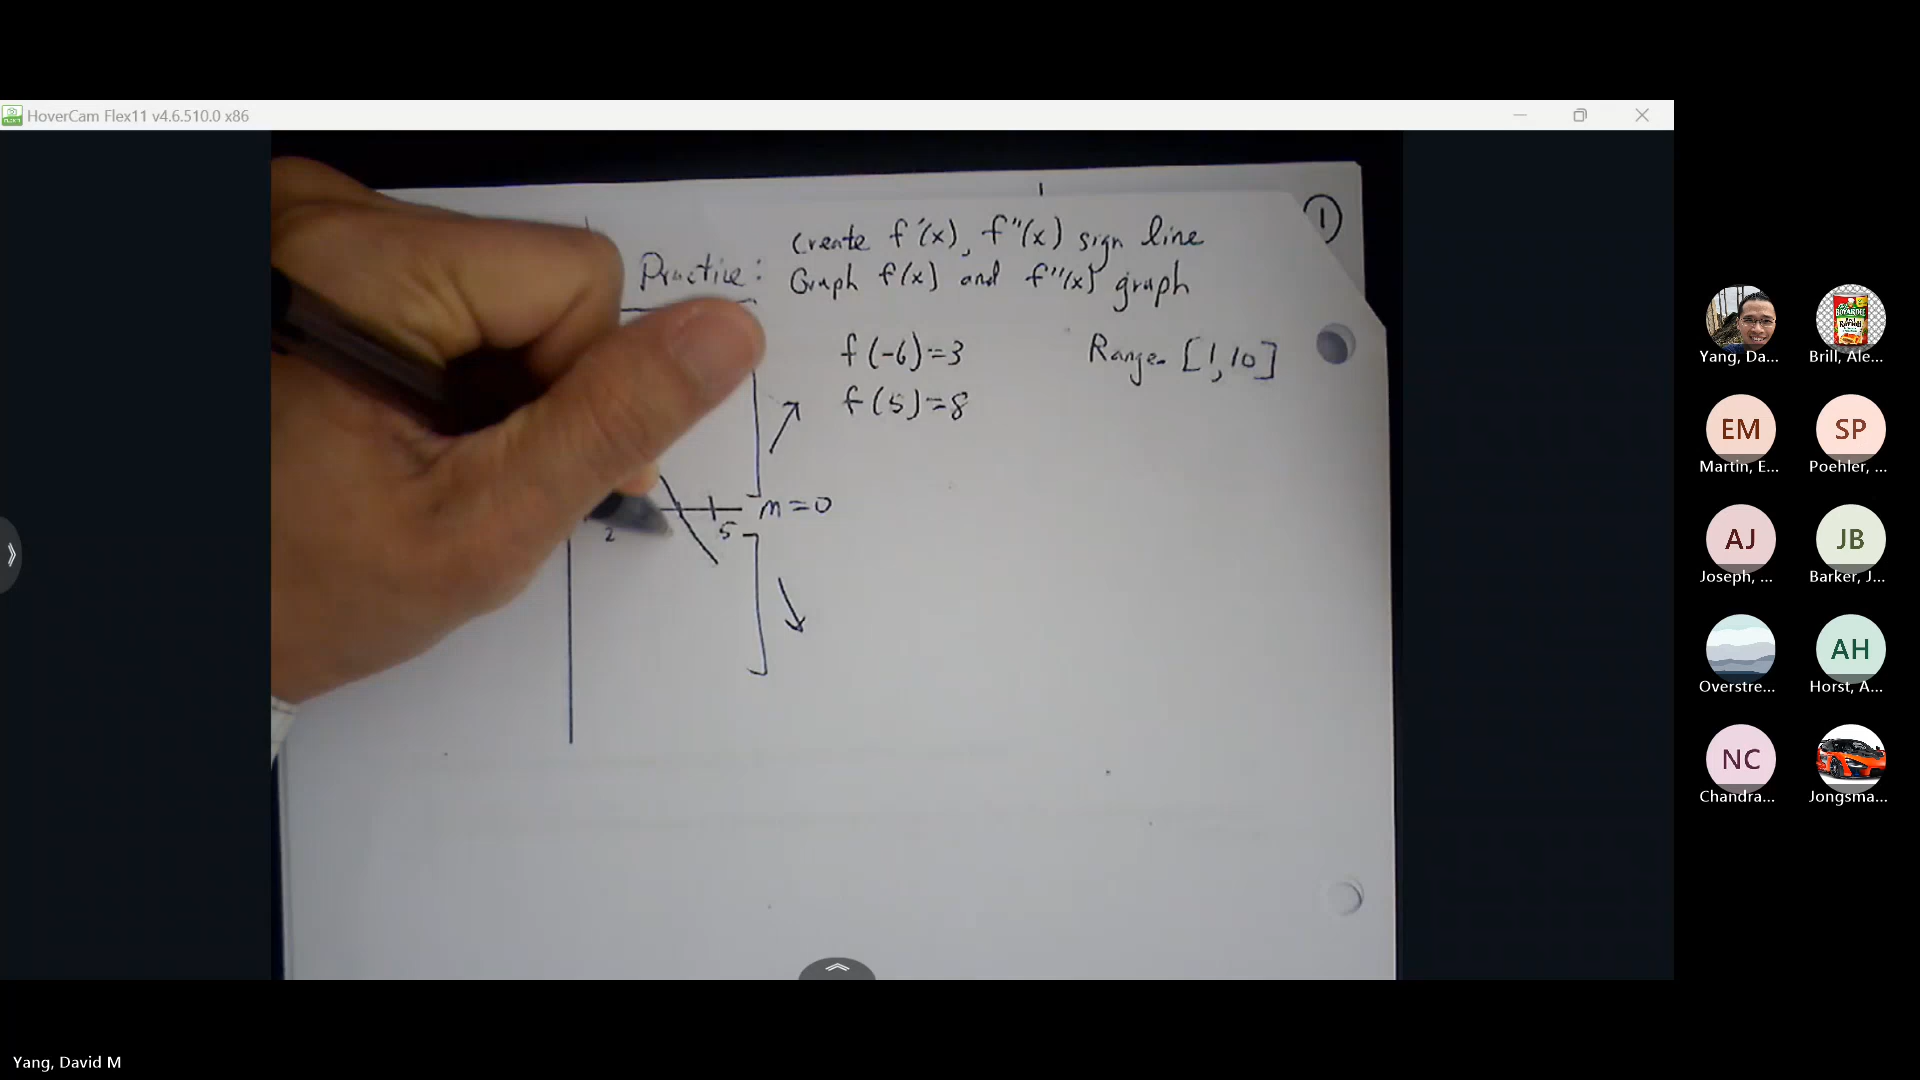 HoverCam Flex11 v4.6.510.0 x86
1
Practice:
Create f'(x), f"(x) sign line
Graph f(x) and f"(x) graph
f(-6)=3
f(5)=8
Range [1,10]
m=0
2
5
Yang, Da...
Brill, Ale...
EM
Martin, E...
SP
Poehler, ...
AJ
Joseph, ...
JB
Barker, J...
Overstre...
AH
Horst, A...
NC
Chandra...
Jongsma...
Yang, David M